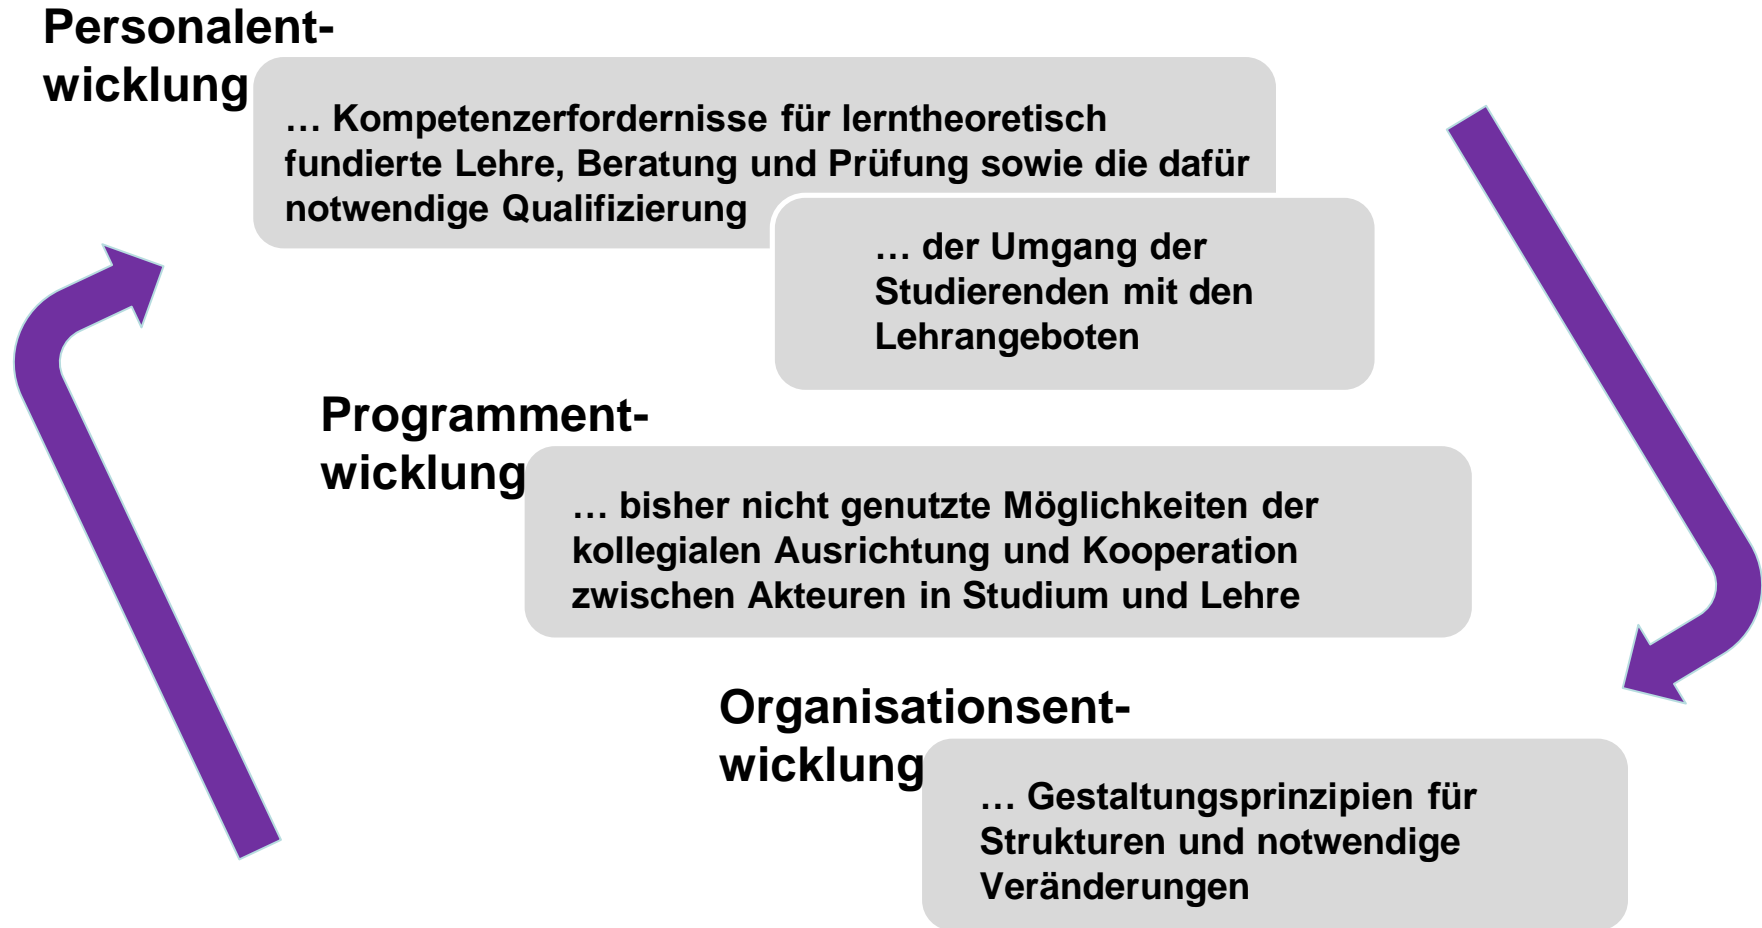 Personalent-
wicklung
… Kompetenzerfordernisse für lerntheoretisch
fundierte Lehre, Beratung und Prüfung sowie die dafür
notwendige Qualifizierung
… der Umgang der
Studierenden mit den
Lehrangeboten
Programment-
wicklung
… bisher nicht genutzte Möglichkeiten der
kollegialen Ausrichtung und Kooperation
zwischen Akteuren in Studium und Lehre
Organisationsent-
wicklung
… Gestaltungsprinzipien für
Strukturen und notwendige
Veränderungen